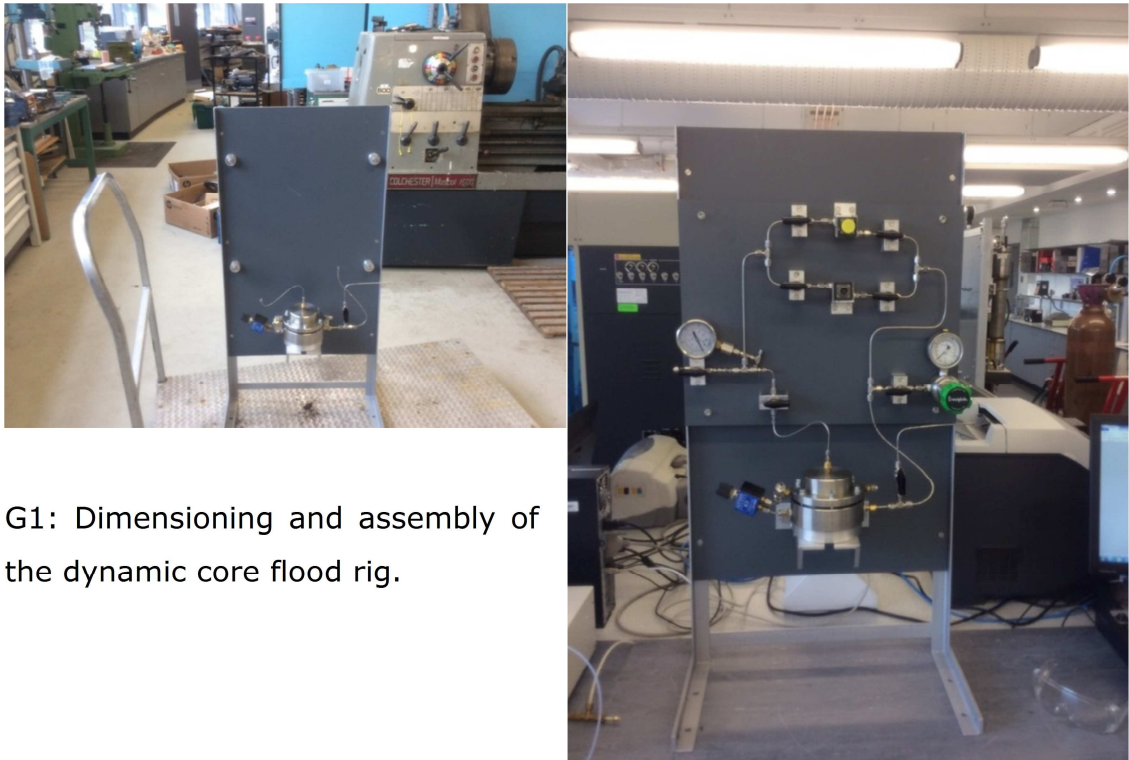 COLCHESTER
G1: Dimensioning and assembly of
the dynamic core flood rig.